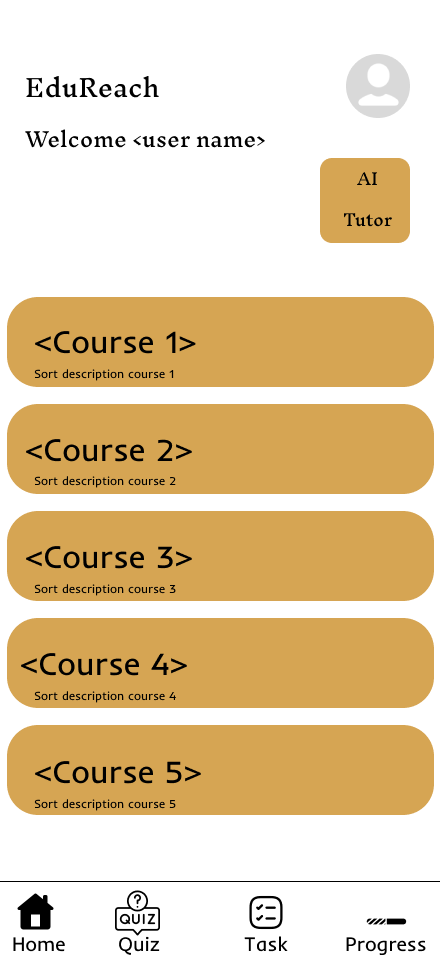 EduReach
Welcome <user name>
AI
Tutor
<Course 1>
Sort description course 1
<Course 2>
Sort description course 2
<Course 3>
Sort description course 3
<Course 4>
Sort description course 4
<Course 5>
Sort description course 5
?
QUIZ
Home
Quiz
Task
Progress